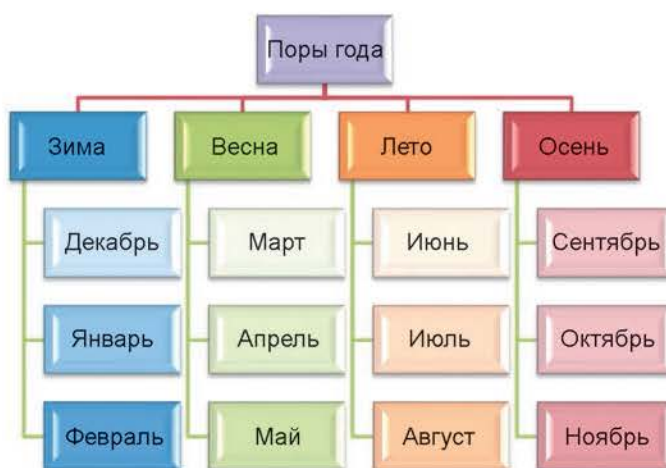 Поры года
Зима
Весна
Лето
Осень
Декабрь
Март
Июнь
Сентябрь
Январь
Апрель
Июль
Октябрь
Февраль
Май
Август
Ноябрь